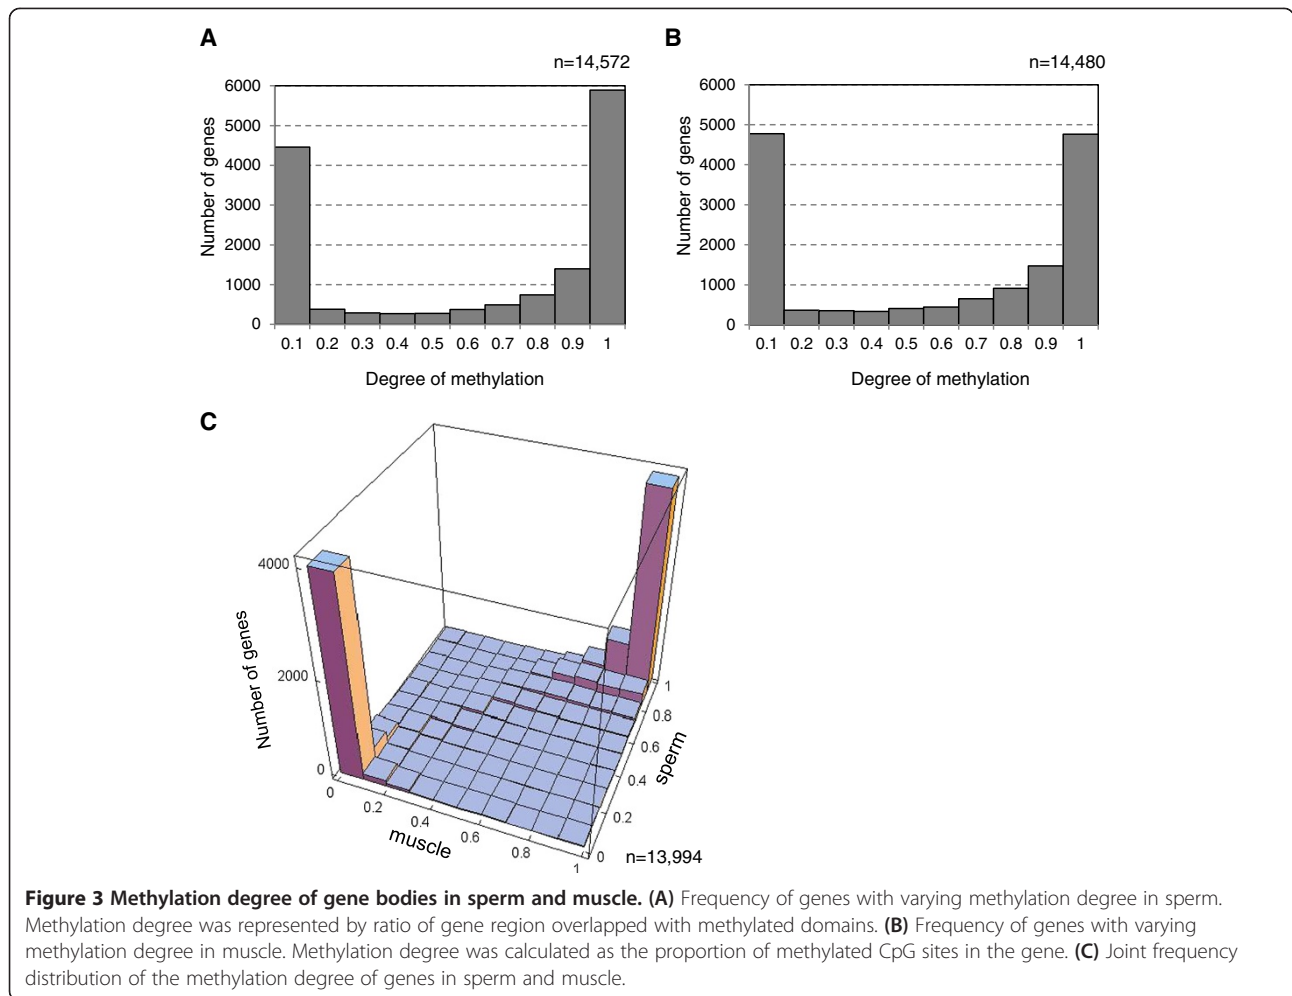 A
n=14,572
6000
5000
4000
3000
2000
1000
0
Number of genes
0.1 0.2 0.3 0.4 0.5 0.6 0.7 0.8 0.9 1
Degree of methylation
B
n=14,480
6000
5000
4000
3000
2000
1000
0
Number of genes
0.1 0.2 0.3 0.4 0.5 0.6 0.7 0.8 0.9 1
Degree of methylation
C
4000
2000
0
Number of genes
0
0.2
0.4
0.6
0.8
1
muscle
0
0.2
0.4
0.6
0.8
1
sperm
n=13,994
Figure 3 Methylation degree of gene bodies in sperm and muscle. (A) Frequency of genes with varying methylation degree in sperm.
Methylation degree was represented by ratio of gene region overlapped with methylated domains. (B) Frequency of genes with varying
methylation degree in muscle. Methylation degree was calculated as the proportion of methylated CpG sites in the gene. (C) Joint frequency
distribution of the methylation degree of genes in sperm and muscle.